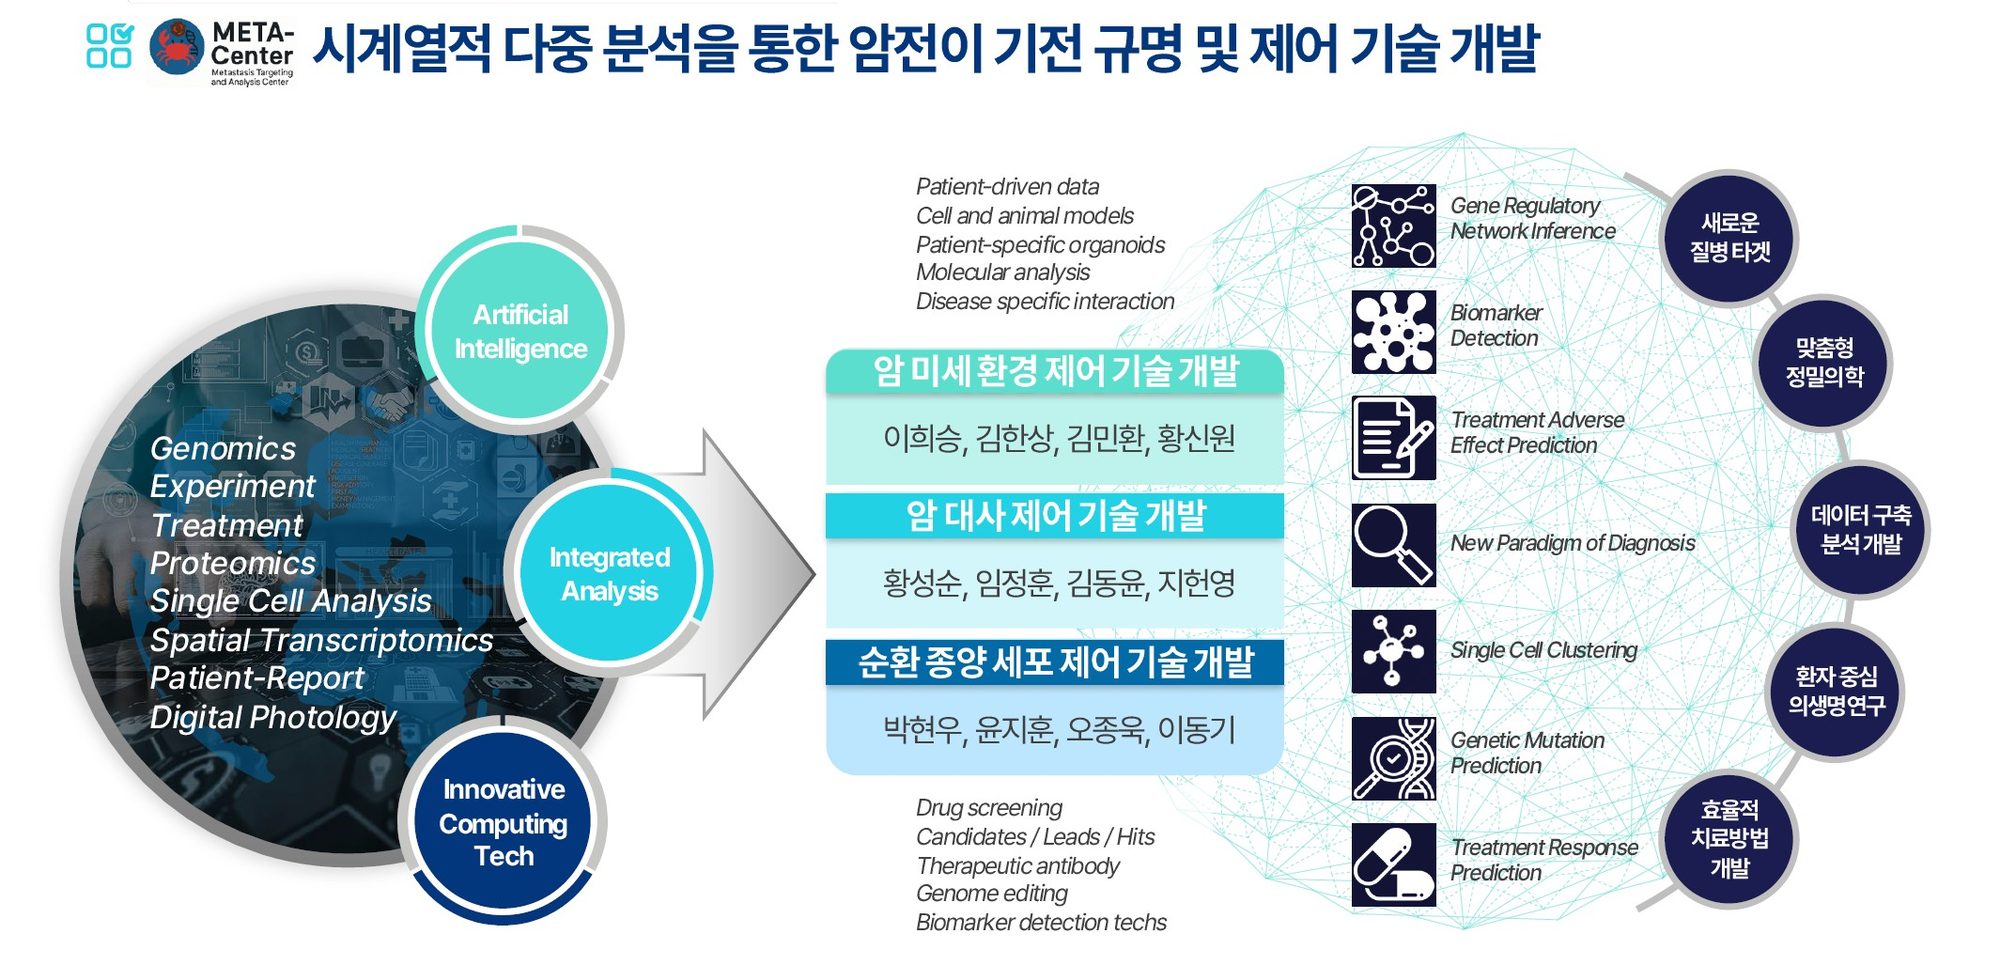 META-
Center
Metastasis Targeting
and Analysis Center
시계열적 다중 분석을 통한 암전이 기전 규명 및 제어 기술 개발
Artificial
Intelligence
Genomics
Experiment
Treatment
Proteomics
Single Cell Analysis
Spatial Transcriptomics
Patient-Report
Digital Photology
Integrated
Analysis
Innovative
Computing
Tech
Patient-driven data
Cell and animal models
Patient-specific organoids
Molecular analysis
Disease specific interaction
암 미세 환경 제어 기술 개발
이희승, 김한상, 김민환, 황신원
암 대사 제어 기술 개발
황성순, 임정훈, 김동윤, 지헌영
순환 종양 세포 제어 기술 개발
박현우, 윤지훈, 오종욱, 이동기
Drug screening
Candidates / Leads / Hits
Therapeutic antibody
Genome editing
Biomarker detection techs
Gene Regulatory
Network Inference
Biomarker
Detection
Treatment Adverse
Effect Prediction
New Paradigm of Diagnosis
Single Cell Clustering
Genetic Mutation
Prediction
Treatment Response
Prediction
새로운
질병 타겟
맞춤형
정밀의학
데이터 구축
분석 개발
환자 중심
의생명연구
효율적
치료방법
개발